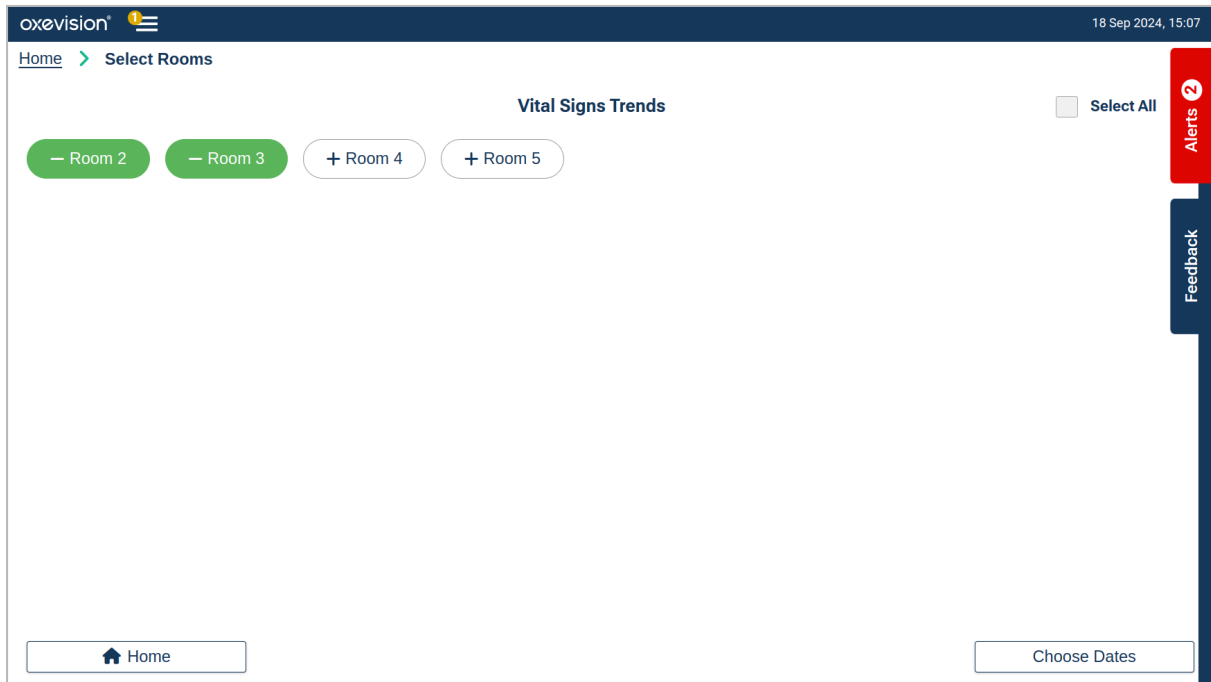 oxevision® 1 18 Sep 2024, 15:07
Home > Select Rooms
Vital Signs Trends
Select All
− Room 2 − Room 3 + Room 4 + Room 5
Alerts 2
Feedback
Home
Choose Dates